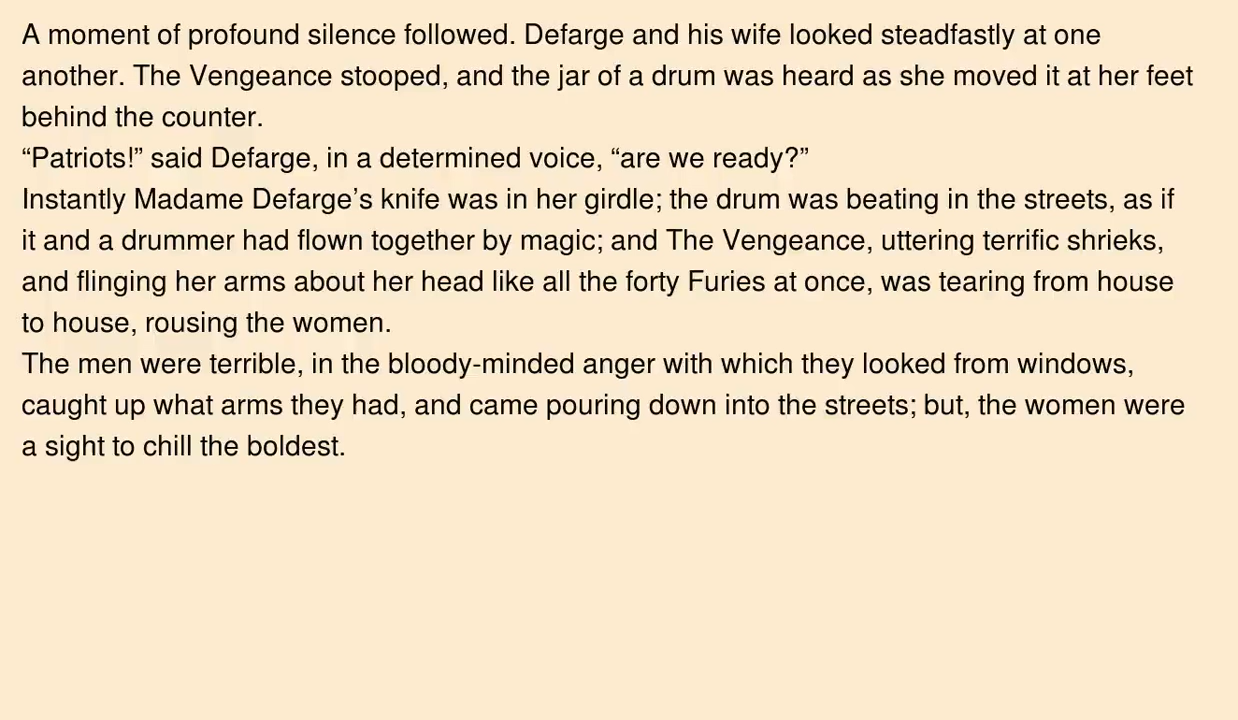 A moment of profound silence followed. Defarge and his wife looked steadfastly at one
another. The Vengeance stooped, and the jar of a drum was heard as she moved it at her feet
behind the counter.
“Patriots!” said Defarge, in a determined voice, “are we ready?”
Instantly Madame Defarge’s knife was in her girdle; the drum was beating in the streets, as if
it and a drummer had flown together by magic; and The Vengeance, uttering terrific shrieks,
and flinging her arms about her head like all the forty Furies at once, was tearing from house
to house, rousing the women.
The men were terrible, in the bloody-minded anger with which they looked from windows,
caught up what arms they had, and came pouring down into the streets; but, the women were
a sight to chill the boldest.